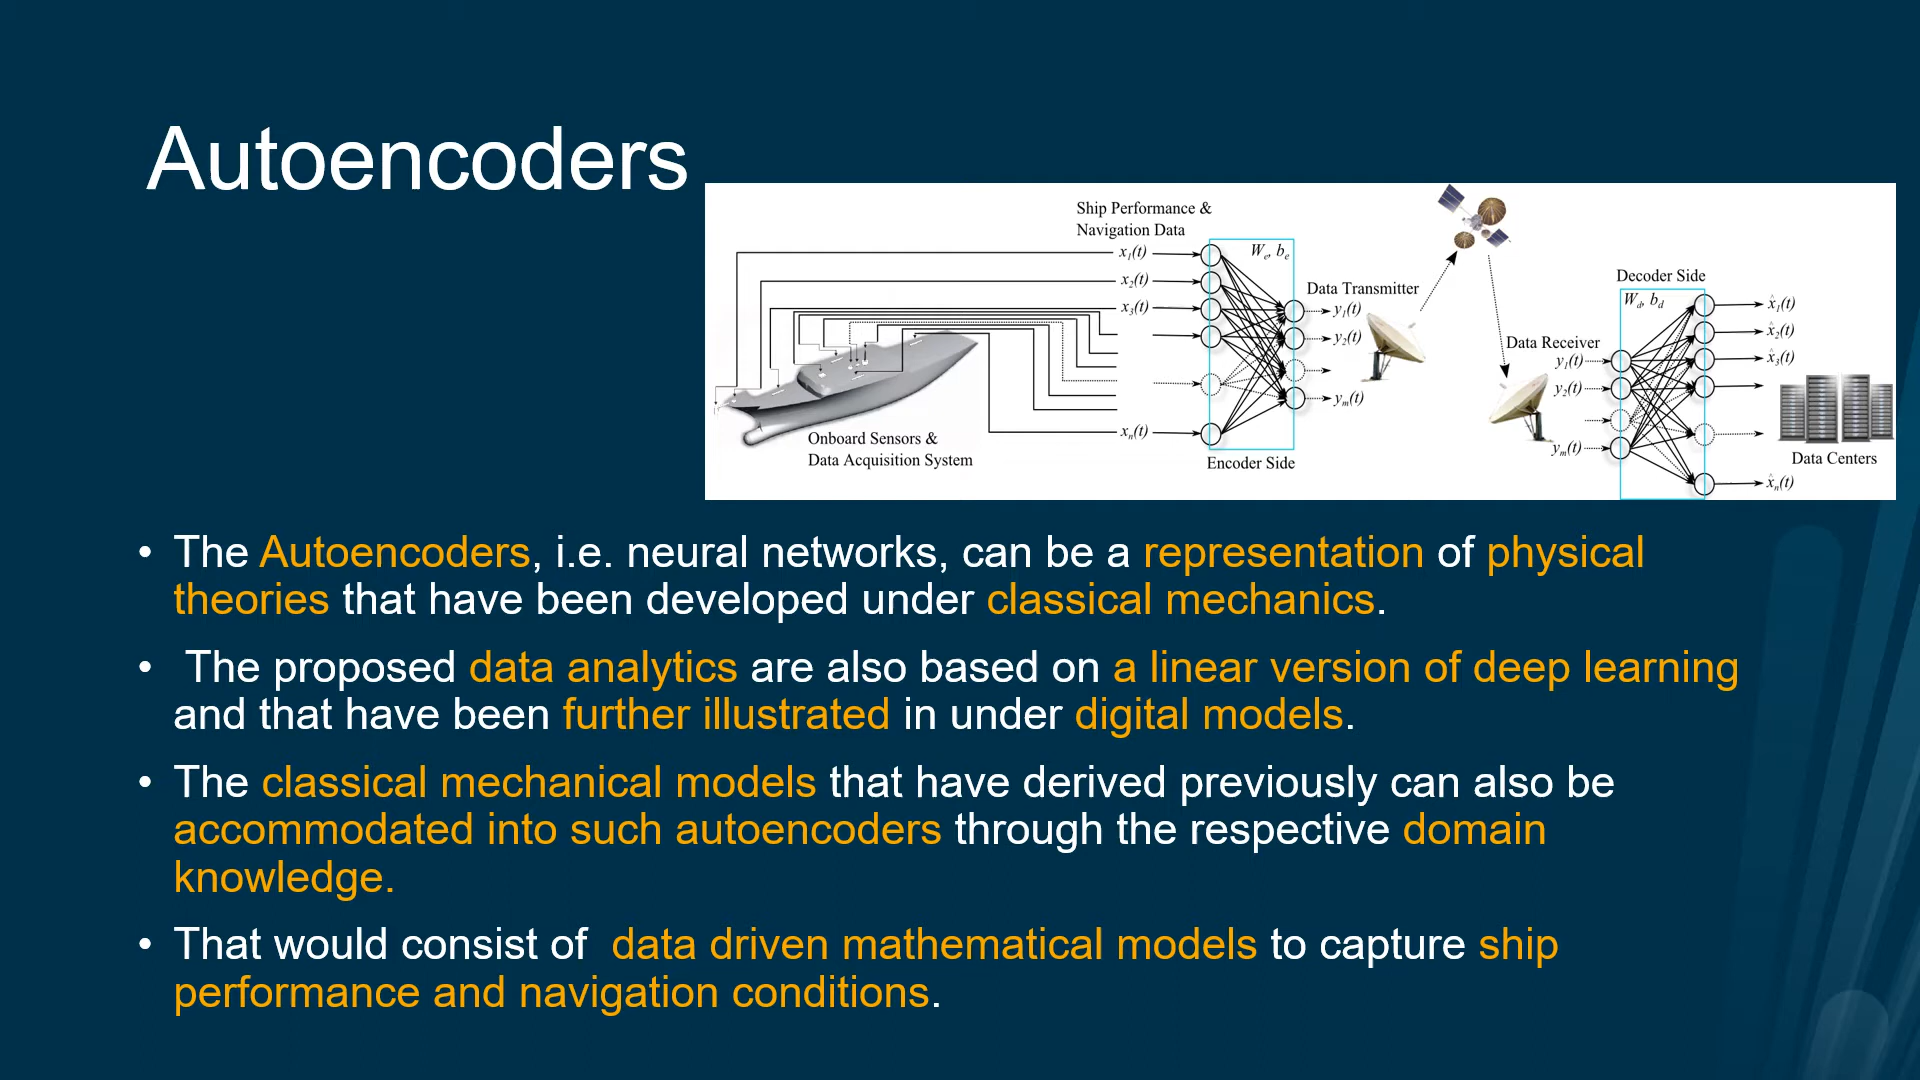 Autoencoders
Ship Performance &
Navigation Data
x1(t)
x2(t)
x3(t)
xn(t)
Onboard Sensors &
Data Acquisition System
We, be
Encoder Side
Data Transmitter
y1(t)
y2(t)
ym(t)
Data Receiver
y1(t)
y2(t)
ym(t)
Decoder Side
Wd, bd
x̂1(t)
x̂2(t)
x̂3(t)
x̂n(t)
Data Centers
• The Autoencoders, i.e. neural networks, can be a representation of physical
theories that have been developed under classical mechanics.
• The proposed data analytics are also based on a linear version of deep learning
and that have been further illustrated in under digital models.
• The classical mechanical models that have derived previously can also be
accommodated into such autoencoders through the respective domain
knowledge.
• That would consist of data driven mathematical models to capture ship
performance and navigation conditions.